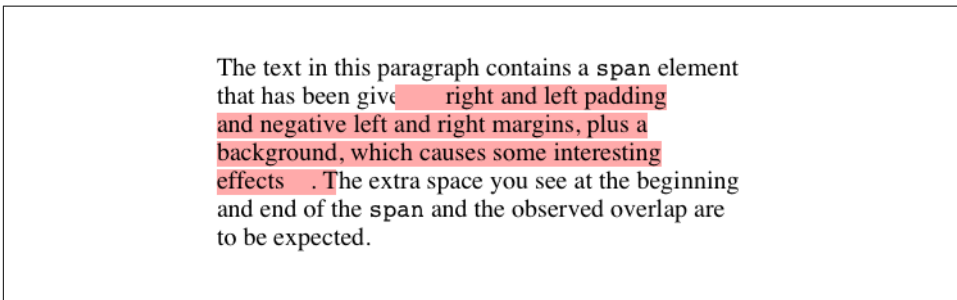 The text in this paragraph contains a span element
that has been give right and left padding
and negative left and right margins, plus a
background, which causes some interesting
effects . The extra space you see at the beginning
and end of the span and the observed overlap are
to be expected.